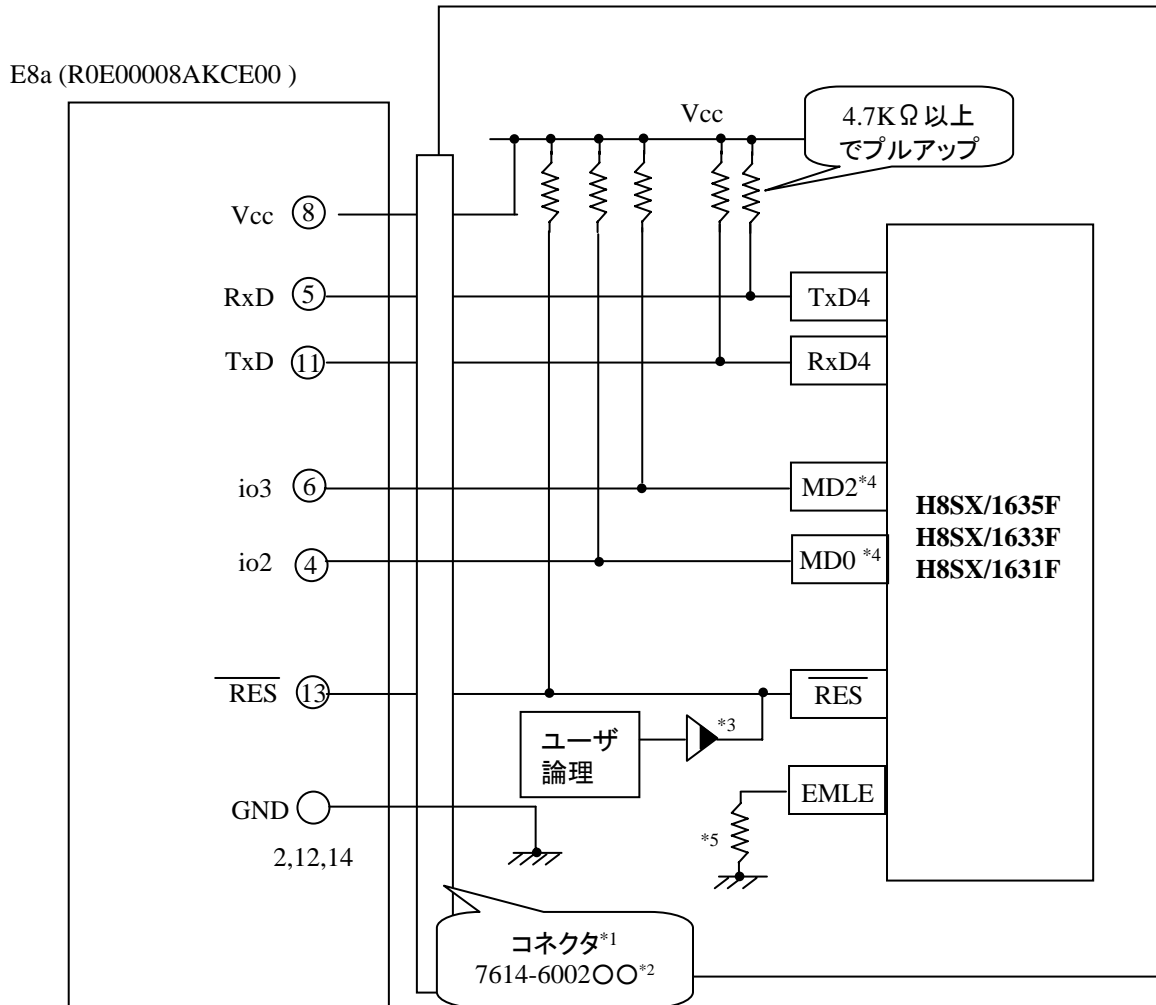 E8a (R0E00008AKCE00 )
Vcc
4.7KΩ以上
でプルアップ
Vcc ⑧
RxD ⑤
TxD4
TxD ⑪
RxD4
io3 ⑥
MD2*4
H8SX/1635F
H8SX/1633F
H8SX/1631F
io2 ④
MD0 *4
RES ⑬
RES
ユーザ
論理
*3
EMLE
GND
*5
2,12,14
コネクタ*1
7614-6002〇〇*2